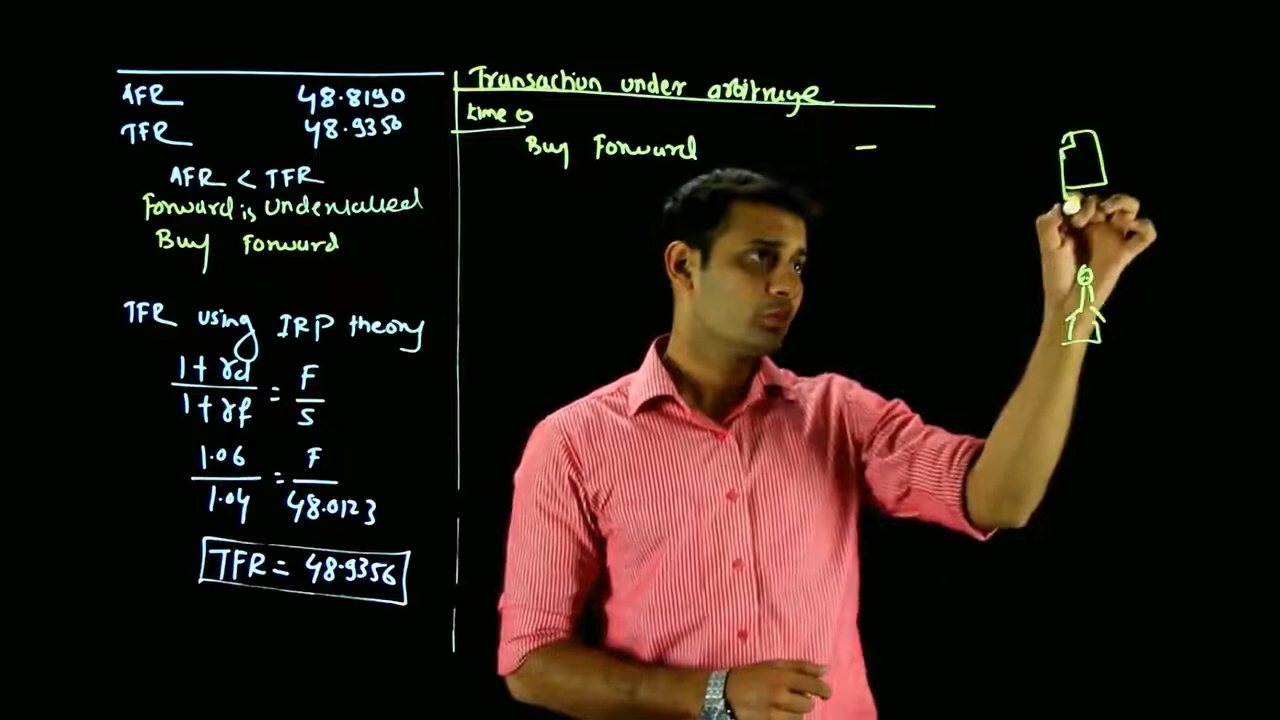 AFR 48.8190
TFR 48.9356
AFR < TFR
Forward is undervalued
Buy Forward
TFR using IRP theory
1 + rd / 1 + rf = F / S
1.06 / 1.04 = F / 48.0123
TFR = 48.9356
Transaction under arbitrage
time 0
Buy Forward –